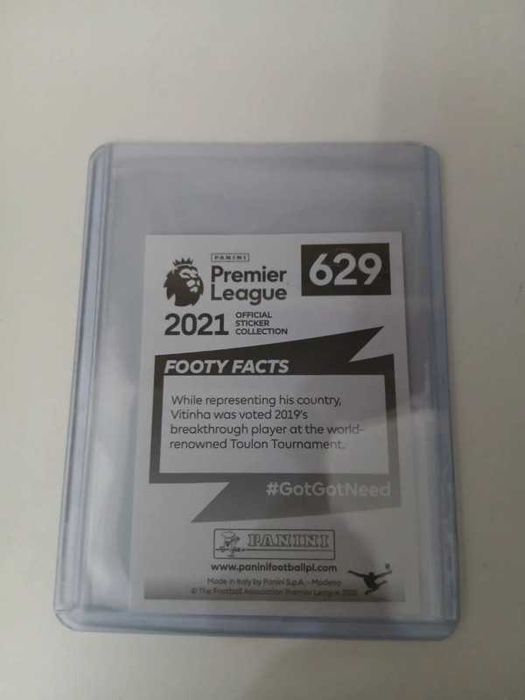 PANINI
Premier
League
629
2021
OFFICIAL
STICKER
COLLECTION
FOOTY FACTS
While representing his country,
Vitinha was voted 2019's
breakthrough player at the world-
renowned Toulon Tournament.
#GotGotNeed
PANINI
www.paninifootballpl.com
Made in Italy by Panini S.p.A. - Modena
© The Football Association Premier League 2020